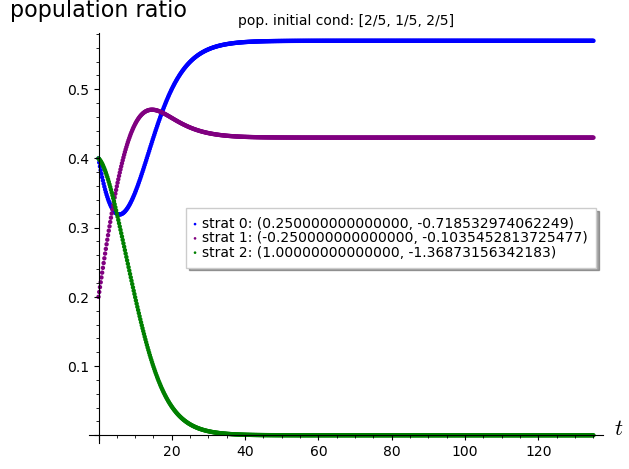 population ratio
pop. initial cond: [2/5, 1/5, 2/5]
0.5
0.4
0.3
0.2
0.1
strat 0: (0.250000000000000, -0.718532974062249)
strat 1: (-0.250000000000000, -0.1035452813725477)
strat 2: (1.00000000000000, -1.36873156342183)
20 40 60 80 100 120
t